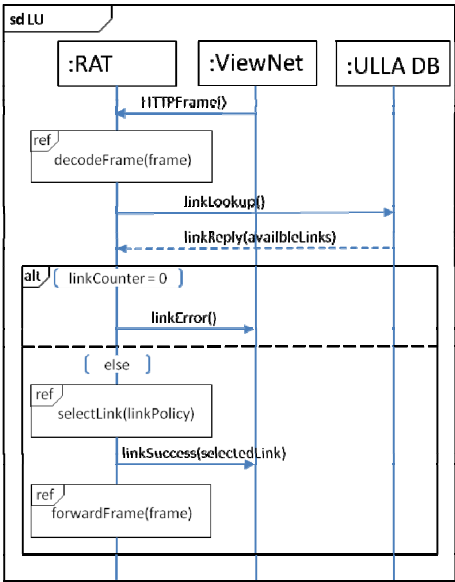 sd LU
:RAT
:ViewNet
:ULLA DB
HTTPFrame()
ref
decodeFrame(frame)
linkLookup()
linkReply(availbleLinks)
alt
[ linkCounter = 0 ]
linkError()
[ else ]
ref
selectLink(linkPolicy)
linkSuccess(selectedLink)
ref
forwardFrame(frame)